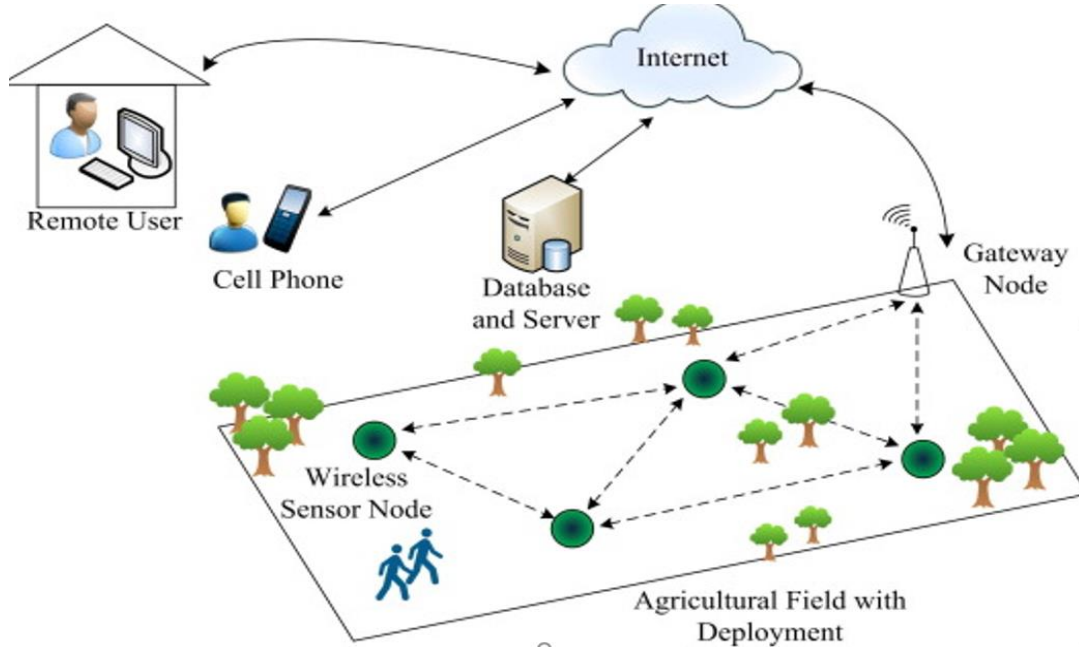 Internet
Remote User
Cell Phone
Database
and Server
Gateway
Node
Wireless
Sensor Node
Agricultural Field with
Deployment